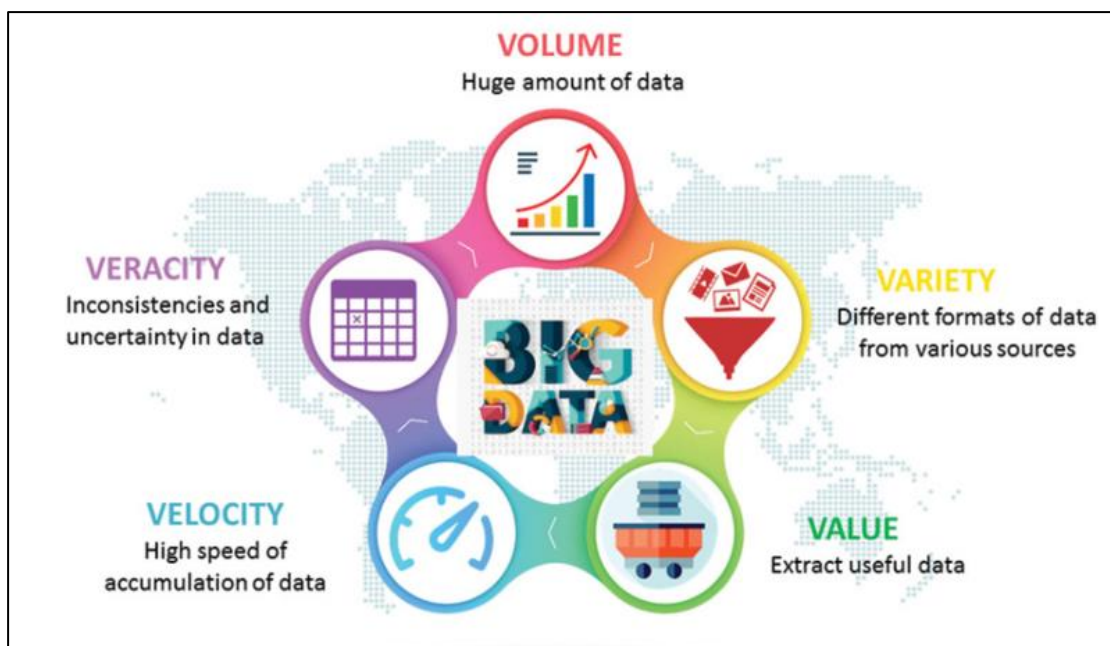 VOLUME
Huge amount of data
VERACITY
Inconsistencies and
uncertainty in data
VARIETY
Different formats of data
from various sources
BIG
DATA
VELOCITY
High speed of
accumulation of data
VALUE
Extract useful data